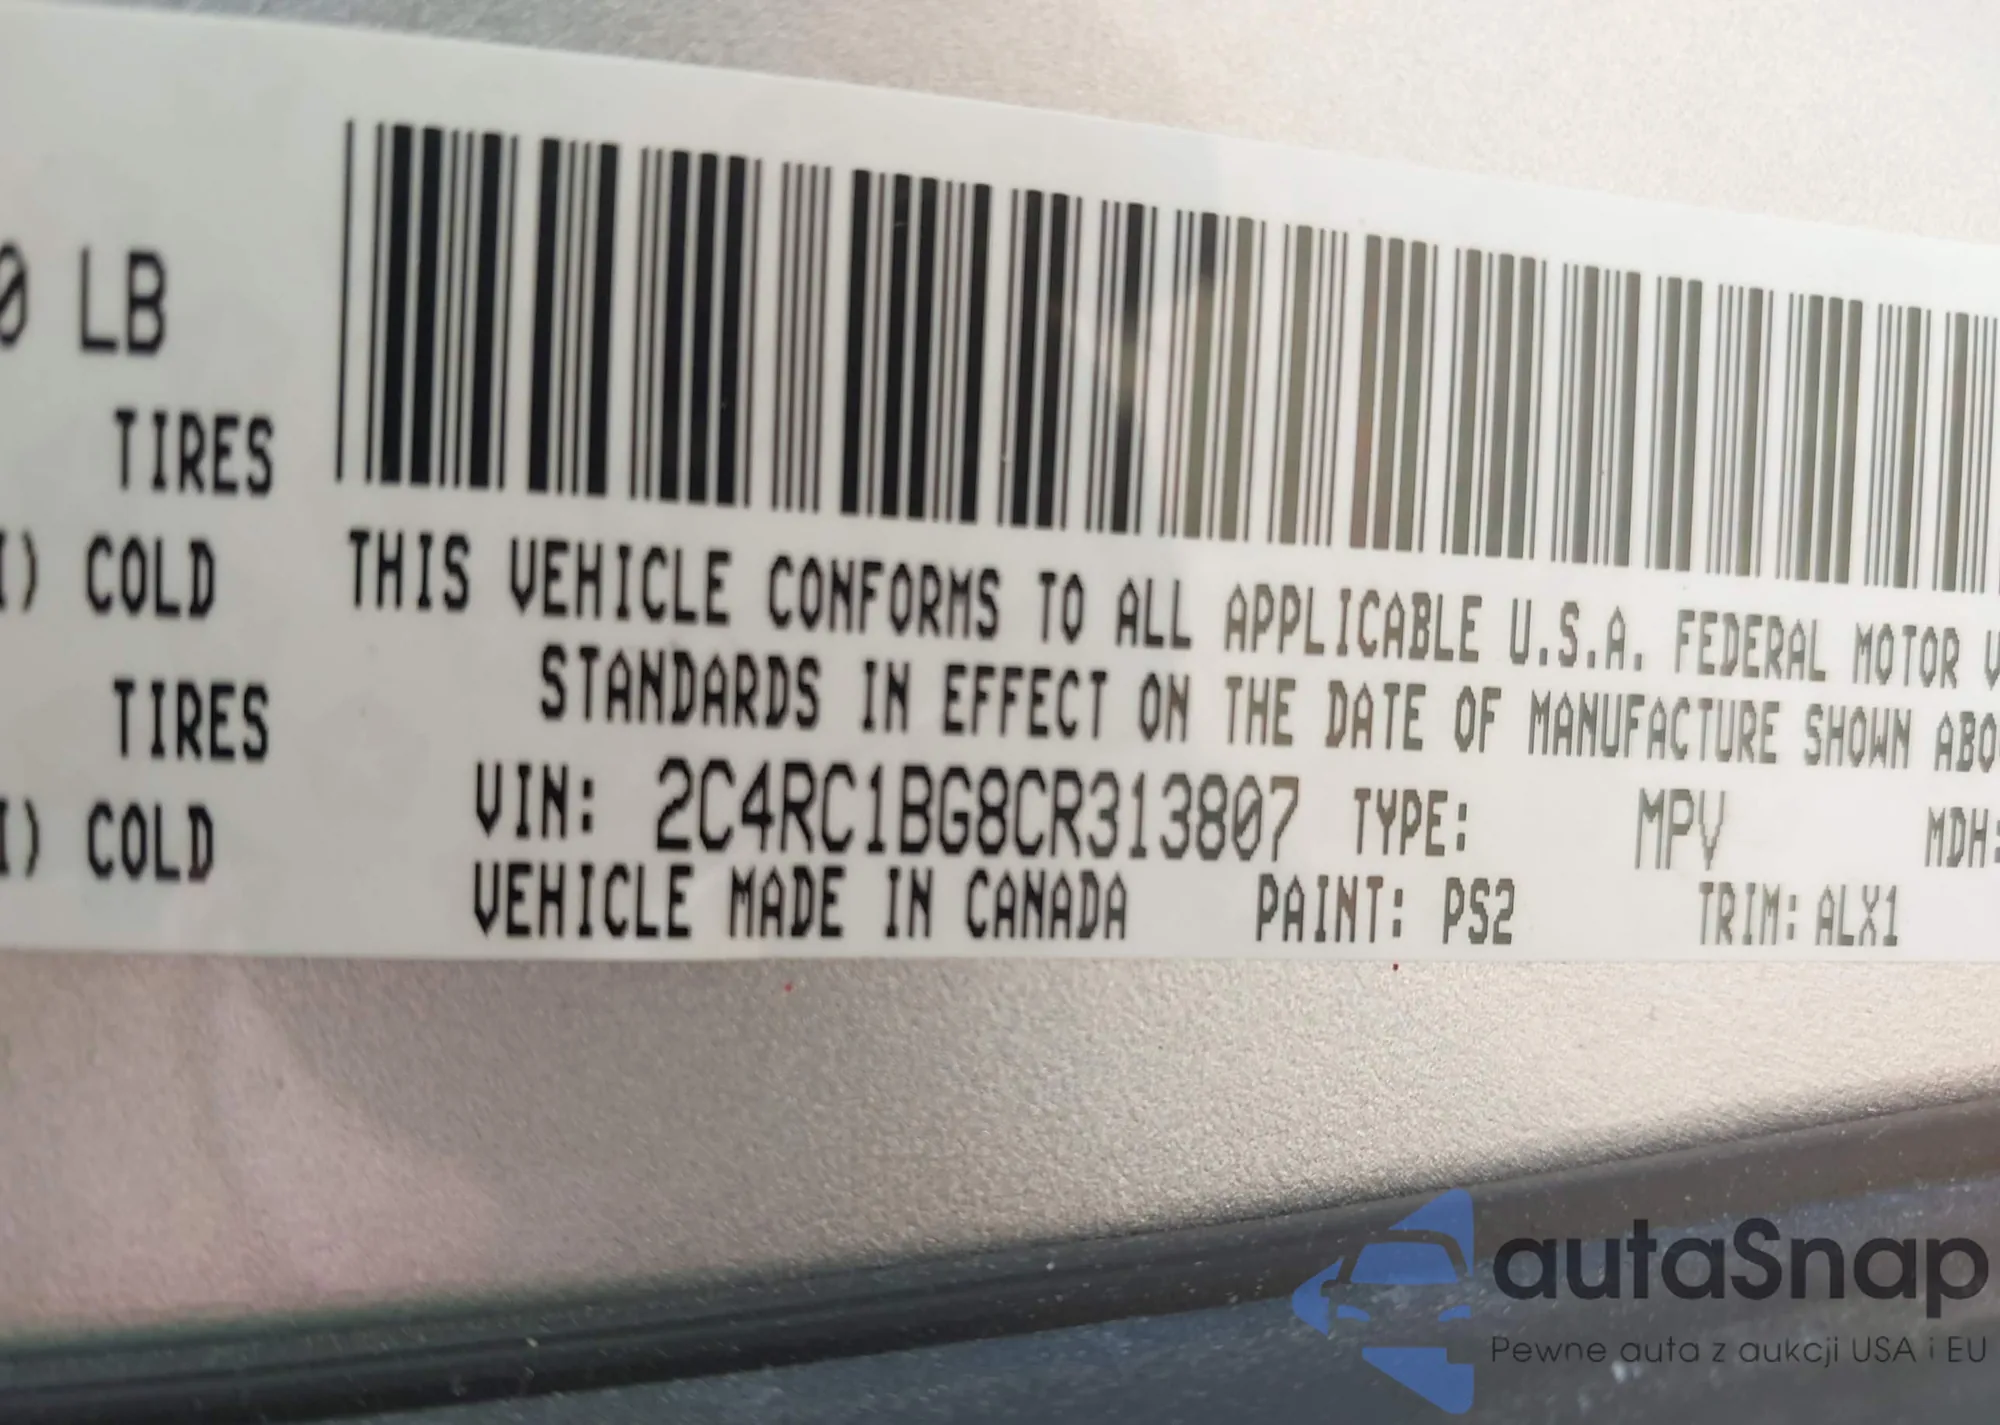 0 LB
TIRES
I) COLD
THIS VEHICLE CONFORMS TO ALL APPLICABLE U.S.A. FEDERAL MOTOR V
STANDARDS IN EFFECT ON THE DATE OF MANUFACTURE SHOWN ABO
TIRES
VIN: 2C4RC1BG8CR313807 TYPE: MPV MDH:
I) COLD
VEHICLE MADE IN CANADA PAINT: PS2 TRIM: ALX1
autaSnap
Pewne auta z aukcji USA i EU